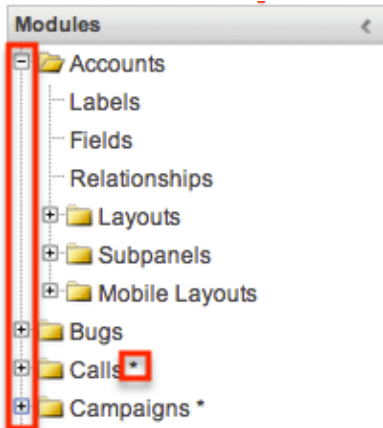 Modules
Accounts
Labels
Fields
Relationships
Layouts
Subpanels
Mobile Layouts
Bugs
Calls *
Campaigns *